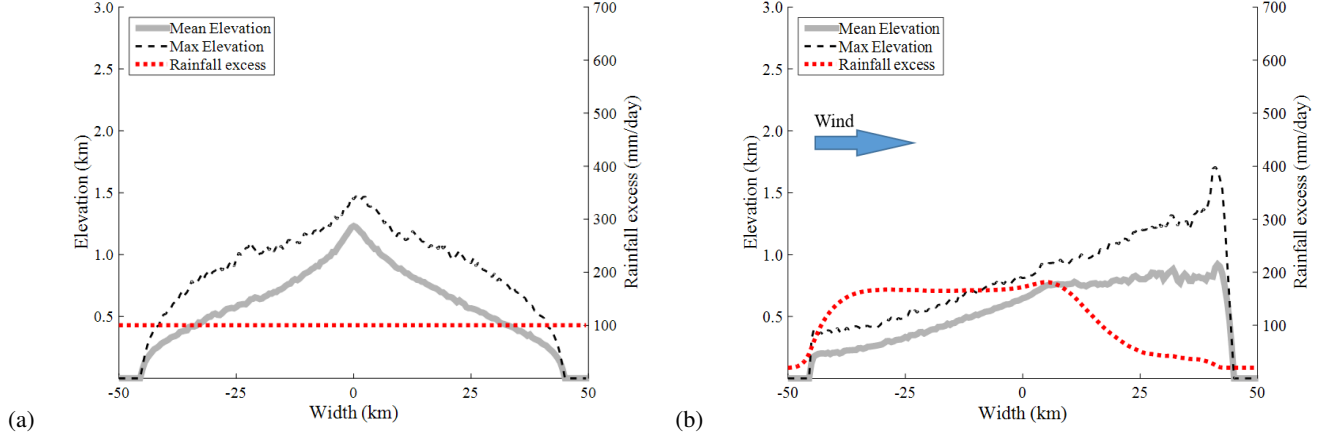 3.0
2.5
2.0
1.5
1.0
0.5
Elevation (km)
Mean Elevation
Max Elevation
Rainfall excess
700
600
500
400
300
200
100
Rainfall excess (mm/day)
-50
-25
0
25
50
Width (km)
(a)
3.0
2.5
2.0
1.5
1.0
0.5
Elevation (km)
Mean Elevation
Max Elevation
Rainfall excess
Wind
700
600
500
400
300
200
100
Rainfall excess (mm/day)
-50
-25
0
25
50
Width (km)
(b)